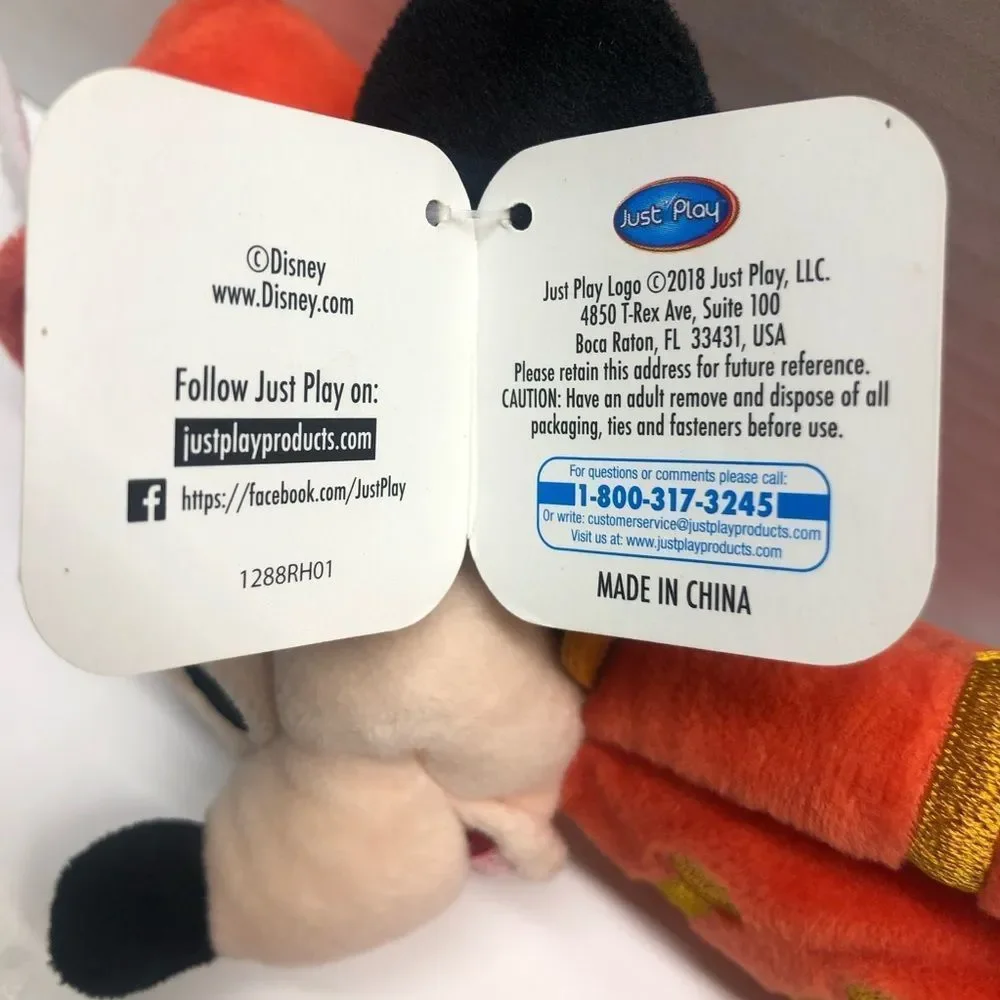 ©Disney
www.Disney.com
Follow Just Play on:
justplayproducts.com
f https://facebook.com/JustPlay
1288RH01
Just Play
Just Play Logo ©2018 Just Play, LLC.
4850 T-Rex Ave, Suite 100
Boca Raton, FL 33431, USA
Please retain this address for future reference.
CAUTION: Have an adult remove and dispose of all
packaging, ties and fasteners before use.
For questions or comments please call:
1-800-317-3245
Or write: customerservice@justplayproducts.com
Visit us at: www.justplayproducts.com
MADE IN CHINA